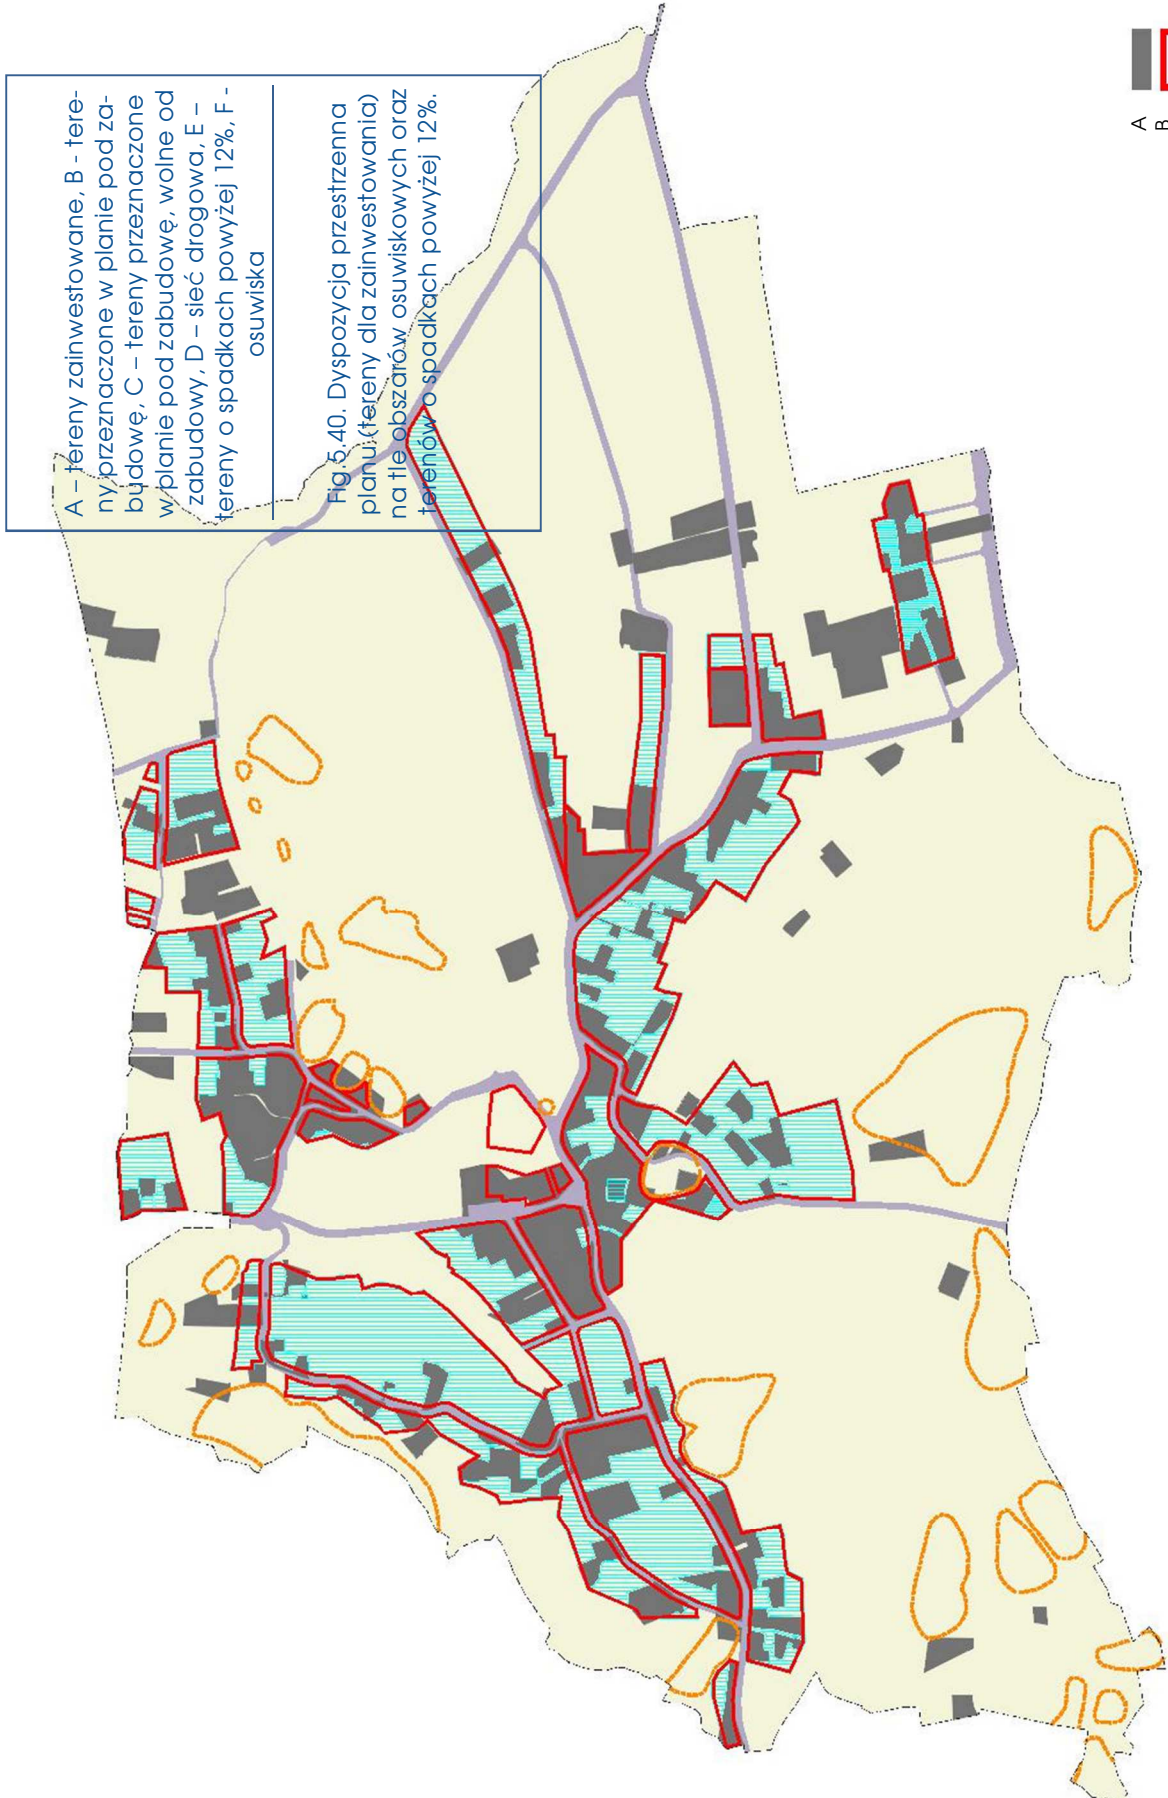 A – tereny zainwestowane, B - tere-
ny przeznaczone w planie pod za-
budowę, C – tereny przeznaczone
w planie pod zabudowę, wolne od
zabudowy, D – sieć drogowa, E –
tereny o spadkach powyżej 12%, F -
osuwiska
Fig.5.40. Dyspozycja przestrzenna
planu (tereny dla zainwestowania)
na tle obszarów osuwiskowych oraz
terenów o spadkach powyżej 12%.
A
B